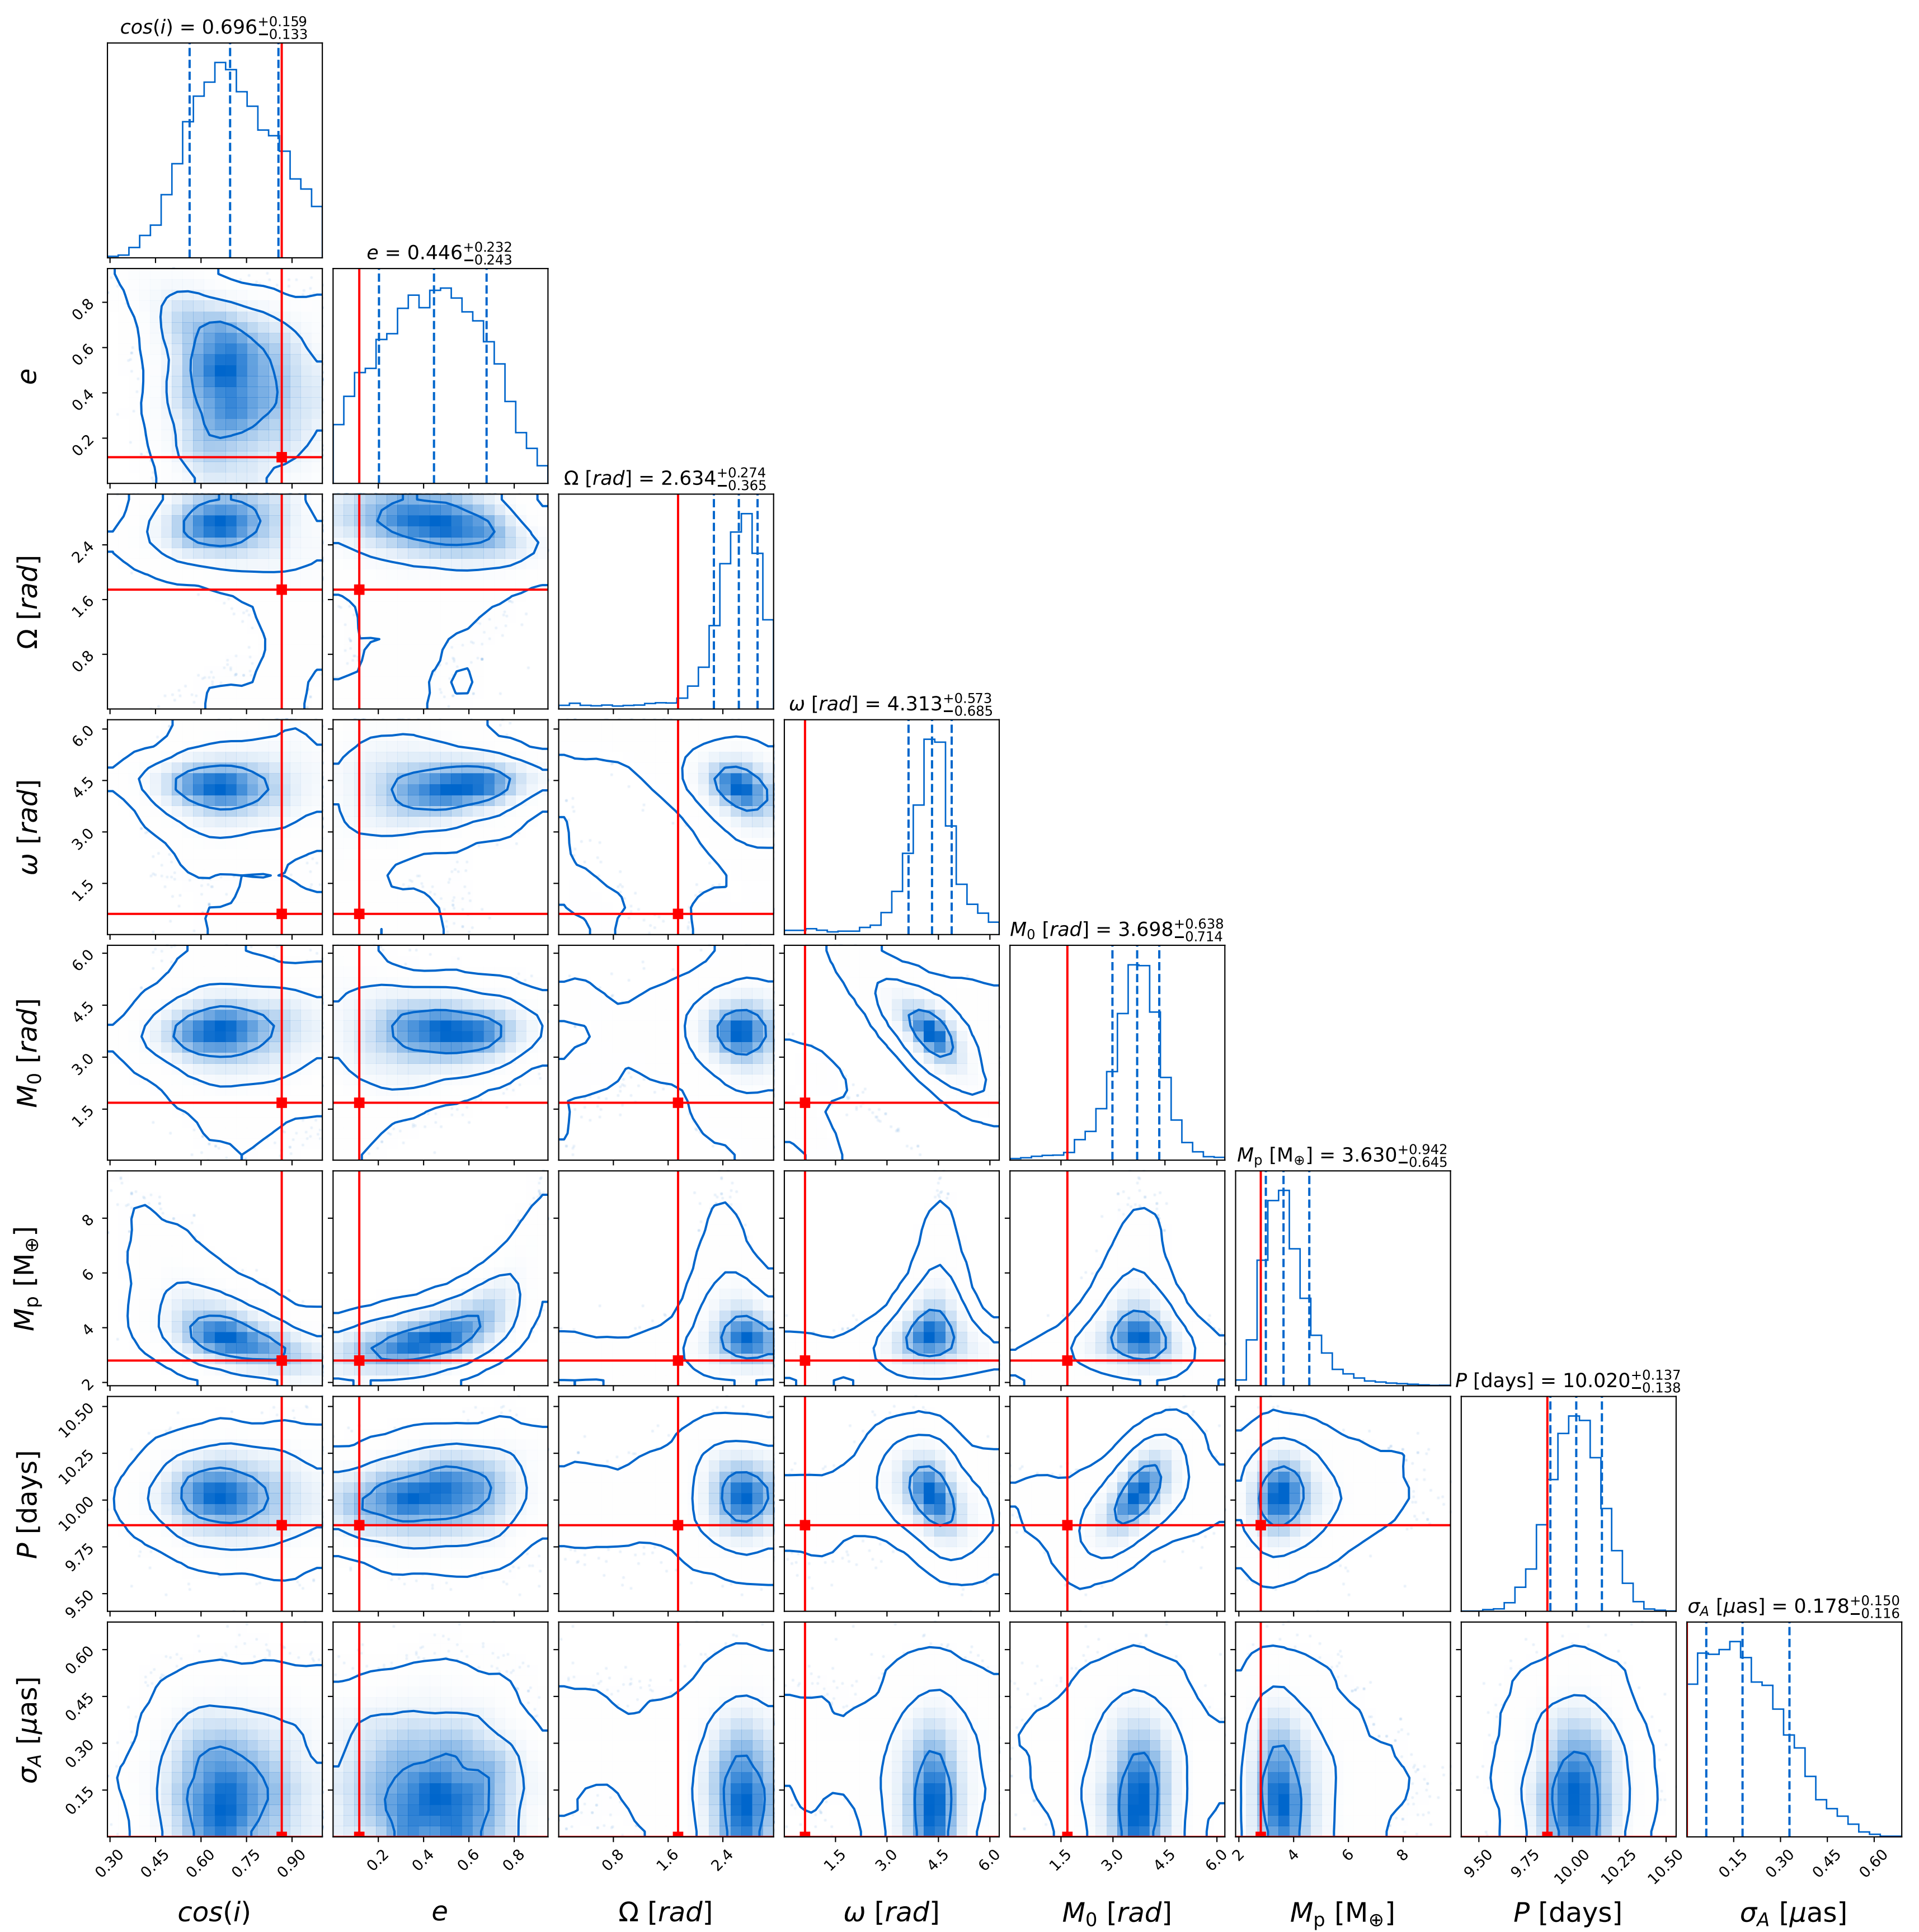 cos(i) = 0.696+0.159−0.133
e = 0.446+0.232−0.243
0.8
0.6
0.4
0.2
e
Ω [rad] = 2.634+0.274−0.365
2.4
1.6
0.8
Ω [rad]
ω [rad] = 4.313+0.573−0.685
6.0
4.5
3.0
1.5
ω [rad]
M0 [rad] = 3.698+0.638−0.714
6.0
4.5
3.0
1.5
M0 [rad]
Mp [M⊕] = 3.630+0.942−0.645
8
6
4
2
Mp [M⊕]
P [days] = 10.020+0.137−0.138
10.50
10.25
10.00
9.75
9.50
P [days]
σA [μas] = 0.178+0.150−0.116
0.60
0.45
0.30
0.15
σA [μas]
0.30 0.45 0.60 0.75 0.90 0.2 0.4 0.6 0.8 0.8 1.6 2.4 1.5 3.0 4.5 6.0 1.5 3.0 4.5 6.0 2 4 6 8 9.50 9.75 10.00 10.25 10.50 0.15 0.30 0.45 0.60
cos(i) e Ω [rad] ω [rad] M0 [rad] Mp [M⊕] P [days] σA [μas]